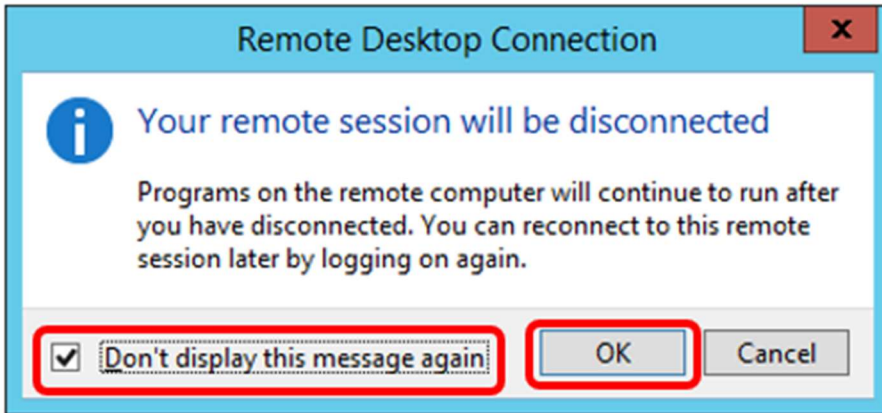 Remote Desktop Connection
Your remote session will be disconnected
Programs on the remote computer will continue to run after
you have disconnected. You can reconnect to this remote
session later by logging on again.
Don't display this message again
OK
Cancel